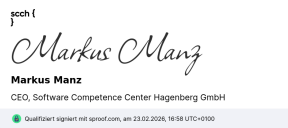 scch {
}
Markus Manz
Markus Manz
CEO, Software Competence Center Hagenberg GmbH
Qualifiziert signiert mit sproof.com, am 23.02.2026, 16:58 UTC+0100